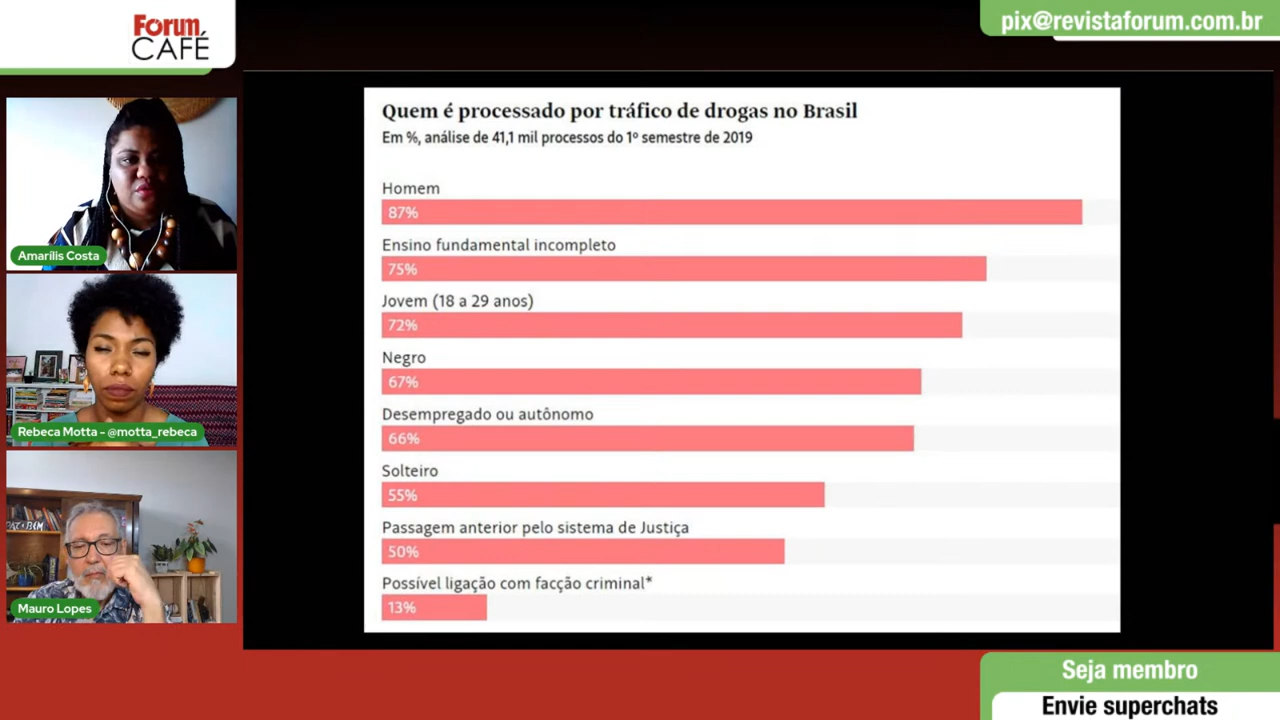 Forum
CAFÉ
pix@revistaforum.com.br
Amarílis Costa
Rebeca Motta - @motta_rebeca
Mauro Lopes
Quem é processado por tráfico de drogas no Brasil
Em %, análise de 41,1 mil processos do 1º semestre de 2019
Homem
87%
Ensino fundamental incompleto
75%
Jovem (18 a 29 anos)
72%
Negro
67%
Desempregado ou autônomo
66%
Solteiro
55%
Passagem anterior pelo sistema de Justiça
50%
Possível ligação com facção criminal*
13%
Seja membro
Envie superchats